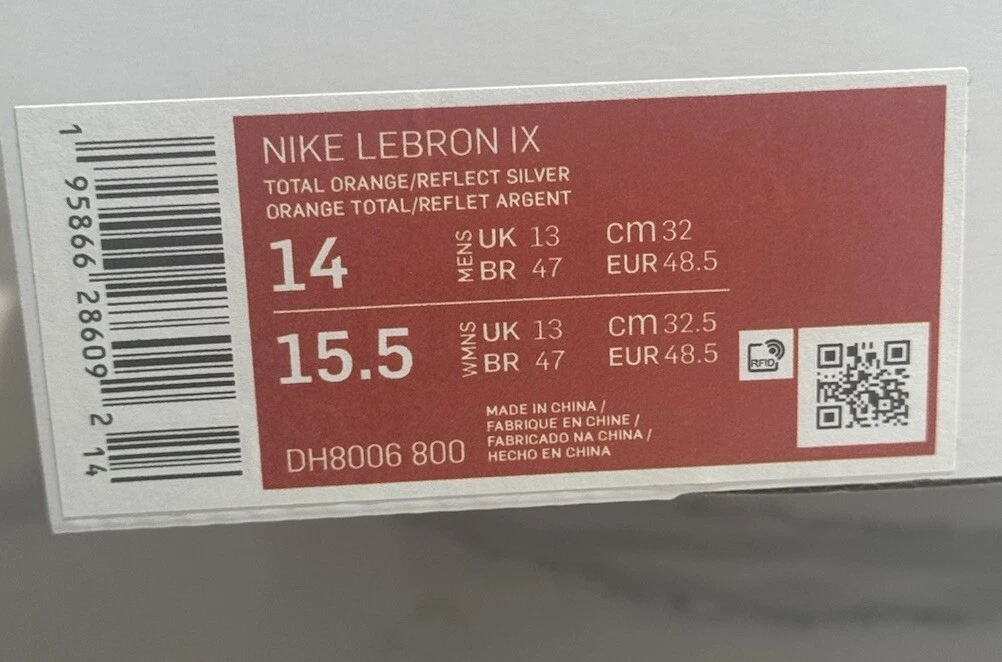 NIKE LEBRON IX
TOTAL ORANGE/REFLECT SILVER
ORANGE TOTAL/REFLET ARGENT
14
MENS
UK 13
CM 32
BR 47
EUR 48.5
15.5
WMNS
UK 13
CM 32.5
BR 47
EUR 48.5
RFID
MADE IN CHINA /
FABRIQUE EN CHINE /
FABRICADO NA CHINA /
HECHO EN CHINA
DH8006 800
1 95866 28609 2 14